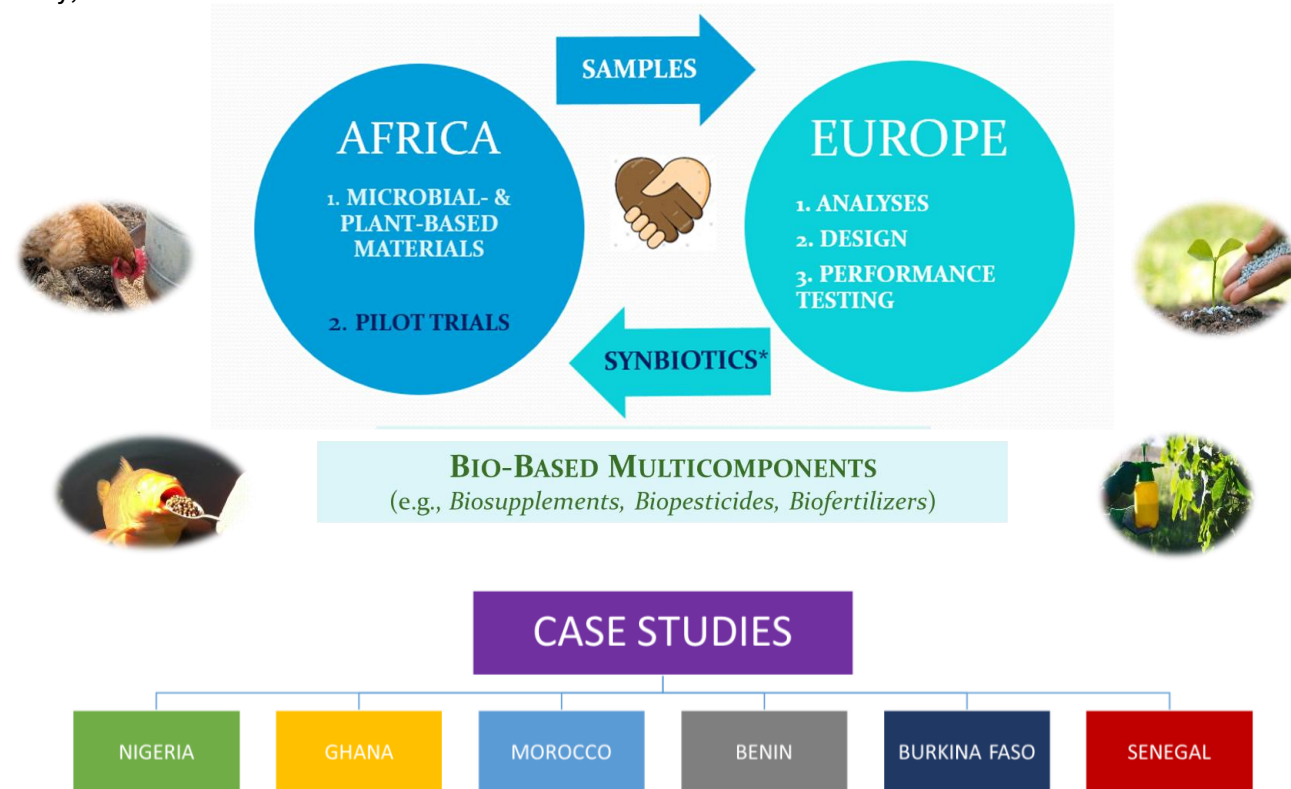 SAMPLES
AFRICA
1. MICROBIAL- &
PLANT-BASED
MATERIALS
2. PILOT TRIALS
EUROPE
1. ANALYSES
2. DESIGN
3. PERFORMANCE
TESTING
SYNBIOTICS*
BIO-BASED MULTICOMPONENTS
(e.g., Biosupplements, Biopesticides, Biofertilizers)
CASE STUDIES
NIGERIA
GHANA
MOROCCO
BENIN
BURKINA FASO
SENEGAL